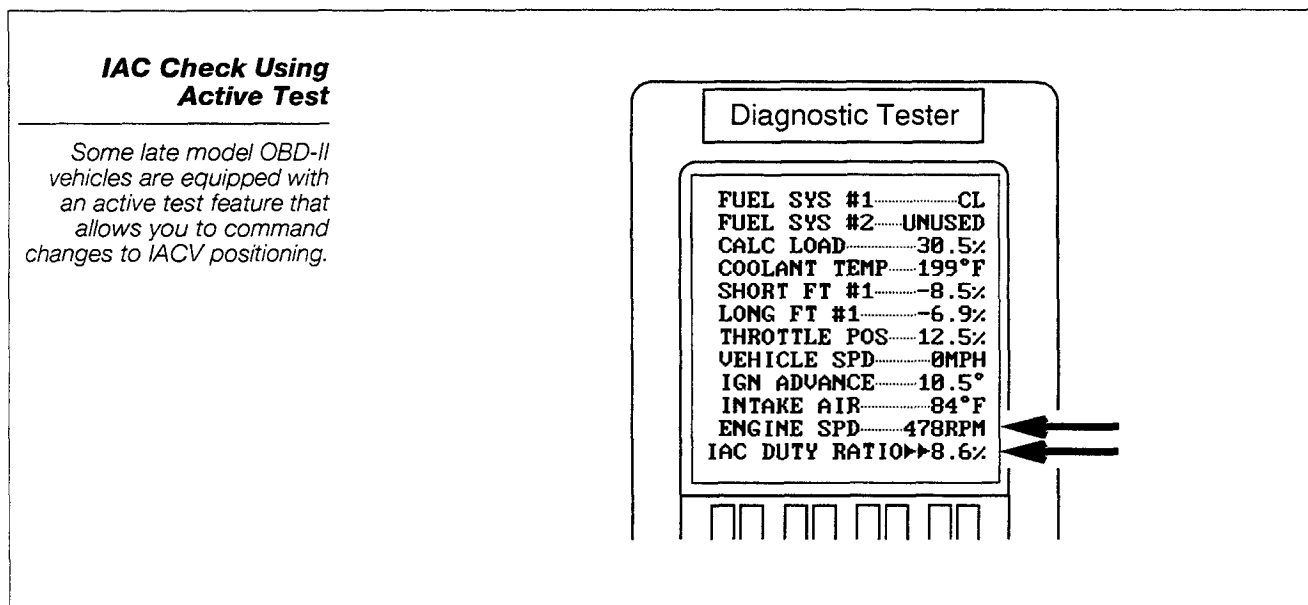 IAC Check Using
Active Test
Some late model OBD-II
vehicles are equipped with
an active test feature that
allows you to command
changes to IACV positioning.
Diagnostic Tester
FUEL SYS #1..................CL
FUEL SYS #2......UNUSED
CALC LOAD...............30.5%
COOLANT TEMP......199°F
SHORT FT #1.........-8.5%
LONG FT #1............-6.9%
THROTTLE POS......12.5%
VEHICLE SPD............0MPH
IGN ADVANCE.........10.5°
INTAKE AIR...............84°F
ENGINE SPD.........478RPM
IAC DUTY RATIO▶▶8.6%